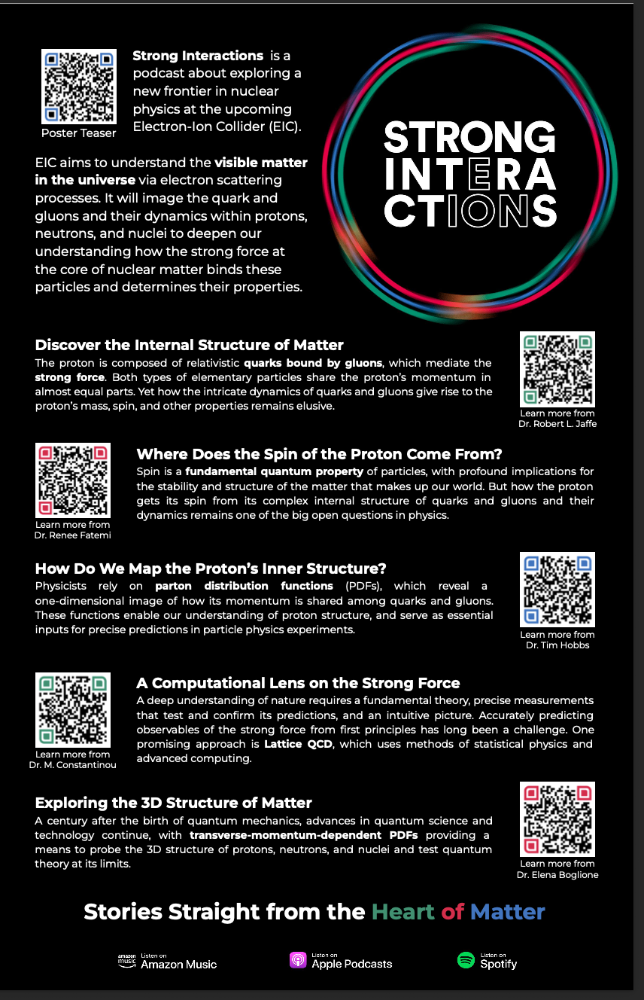 Strong Interactions is a
podcast about exploring a
new frontier in nuclear
physics at the upcoming
Electron-Ion Collider (EIC).
Poster Teaser
EIC aims to understand the visible matter
in the universe via electron scattering
processes. It will image the quark and
gluons and their dynamics within protons,
neutrons, and nuclei to deepen our
understanding how the strong force at
the core of nuclear matter binds these
particles and determines their properties.
STRONG
INTERA
CTIONS
Discover the Internal Structure of Matter
The proton is composed of relativistic quarks bound by gluons, which mediate the
strong force. Both types of elementary particles share the proton's momentum in
almost equal parts. Yet how the intricate dynamics of quarks and gluons give rise to the
proton's mass, spin, and other properties remains elusive.
Learn more from
Dr. Robert L. Jaffe
Where Does the Spin of the Proton Come From?
Spin is a fundamental quantum property of particles, with profound implications for
the stability and structure of the matter that makes up our world. But how the proton
gets its spin from its complex internal structure of quarks and gluons and their
dynamics remains one of the big open questions in physics.
Learn more from
Dr. Renee Fatemi
How Do We Map the Proton's Inner Structure?
Physicists rely on parton distribution functions (PDFs), which reveal a
one-dimensional image of how its momentum is shared among quarks and gluons.
These functions enable our understanding of proton structure, and serve as essential
inputs for precise predictions in particle physics experiments.
Learn more from
Dr. Tim Hobbs
A Computational Lens on the Strong Force
A deep understanding of nature requires a fundamental theory, precise measurements
that test and confirm its predictions, and an intuitive picture. Accurately predicting
observables of the strong force from first principles has long been a challenge. One
promising approach is Lattice QCD, which uses methods of statistical physics and
advanced computing.
Learn more from
Dr. M. Constantinou
Exploring the 3D Structure of Matter
A century after the birth of quantum mechanics, advances in quantum science and
technology continue, with transverse-momentum-dependent PDFs providing a
means to probe the 3D structure of protons, neutrons, and nuclei and test quantum
theory at its limits.
Learn more from
Dr. Elena Boglione
Stories Straight from the Heart of Matter
amazon music
Listen on
Amazon Music
Listen on
Apple Podcasts
Listen on
Spotify